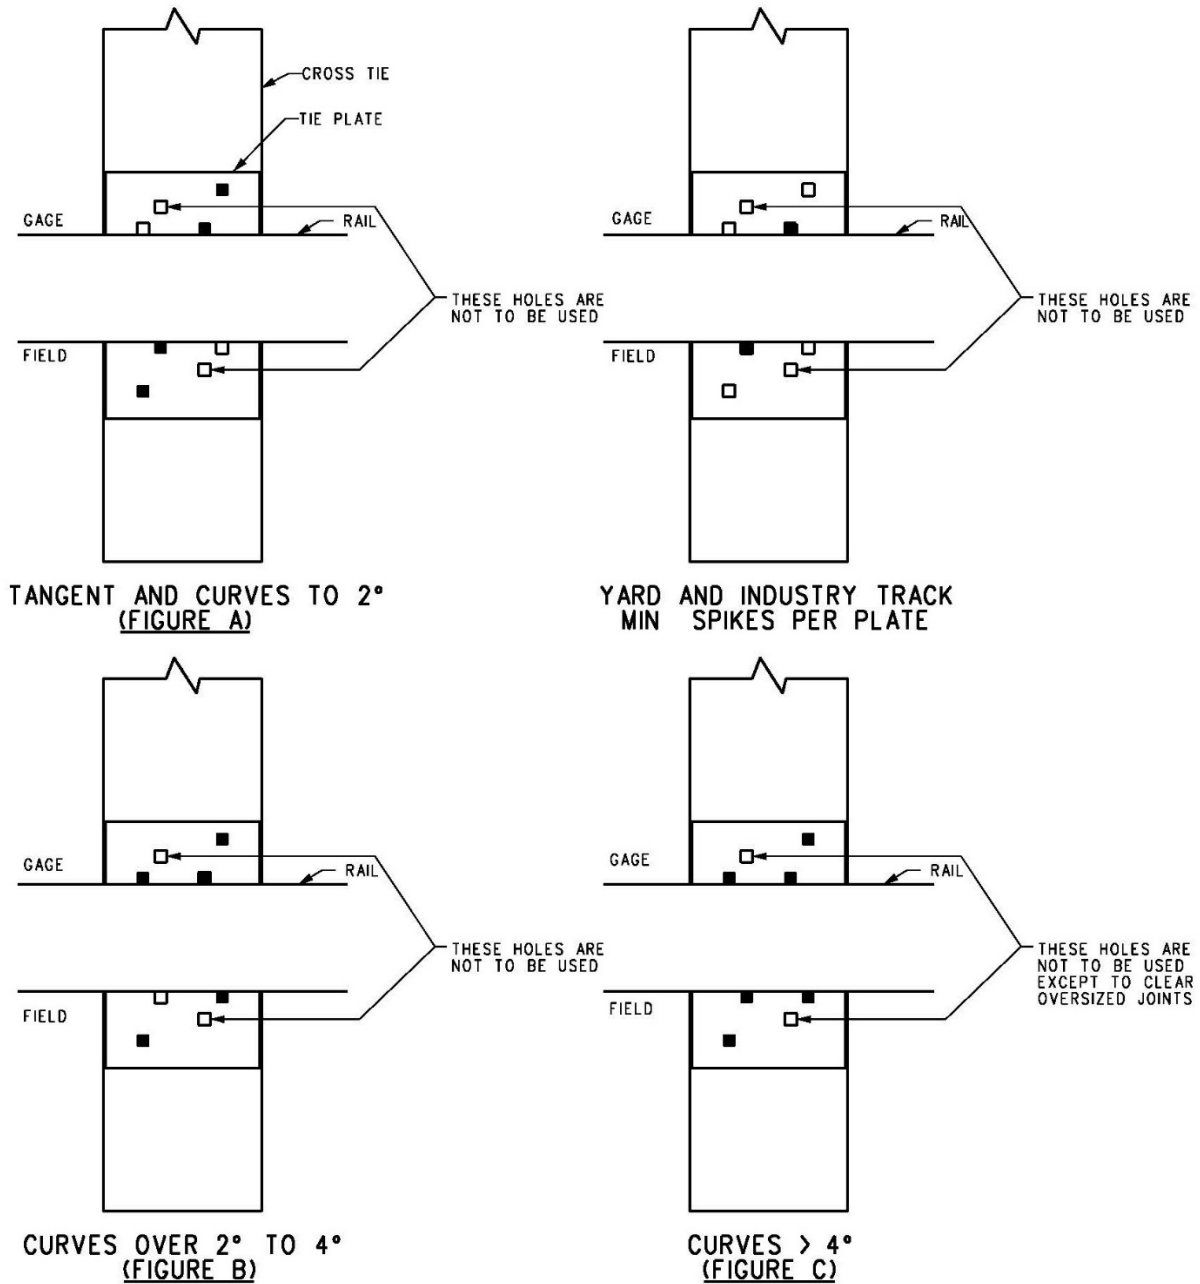 CROSS TIE
TIE PLATE
GAGE
RAIL
THESE HOLES ARE
NOT TO BE USED
FIELD
TANGENT AND CURVES TO 2°
(FIGURE A)
GAGE
RAIL
THESE HOLES ARE
NOT TO BE USED
FIELD
YARD AND INDUSTRY TRACK
MIN SPIKES PER PLATE
GAGE
RAIL
THESE HOLES ARE
NOT TO BE USED
FIELD
CURVES OVER 2° TO 4°
(FIGURE B)
GAGE
RAIL
THESE HOLES ARE
NOT TO BE USED
EXCEPT TO CLEAR
OVERSIZED JOINTS
FIELD
CURVES > 4°
(FIGURE C)